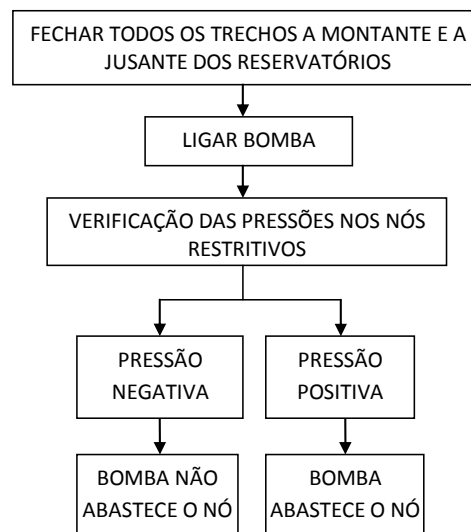 FECHAR TODOS OS TRECHOS A MONTANTE E A
JUSANTE DOS RESERVATÓRIOS
LIGAR BOMBA
VERIFICAÇÃO DAS PRESSÕES NOS NÓS
RESTRITIVOS
PRESSÃO
NEGATIVA
PRESSÃO
POSITIVA
BOMBA NÃO
ABASTECE O NÓ
BOMBA
ABASTECE O NÓ